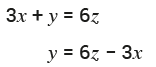 3x + y = 6z
y = 6z − 3x